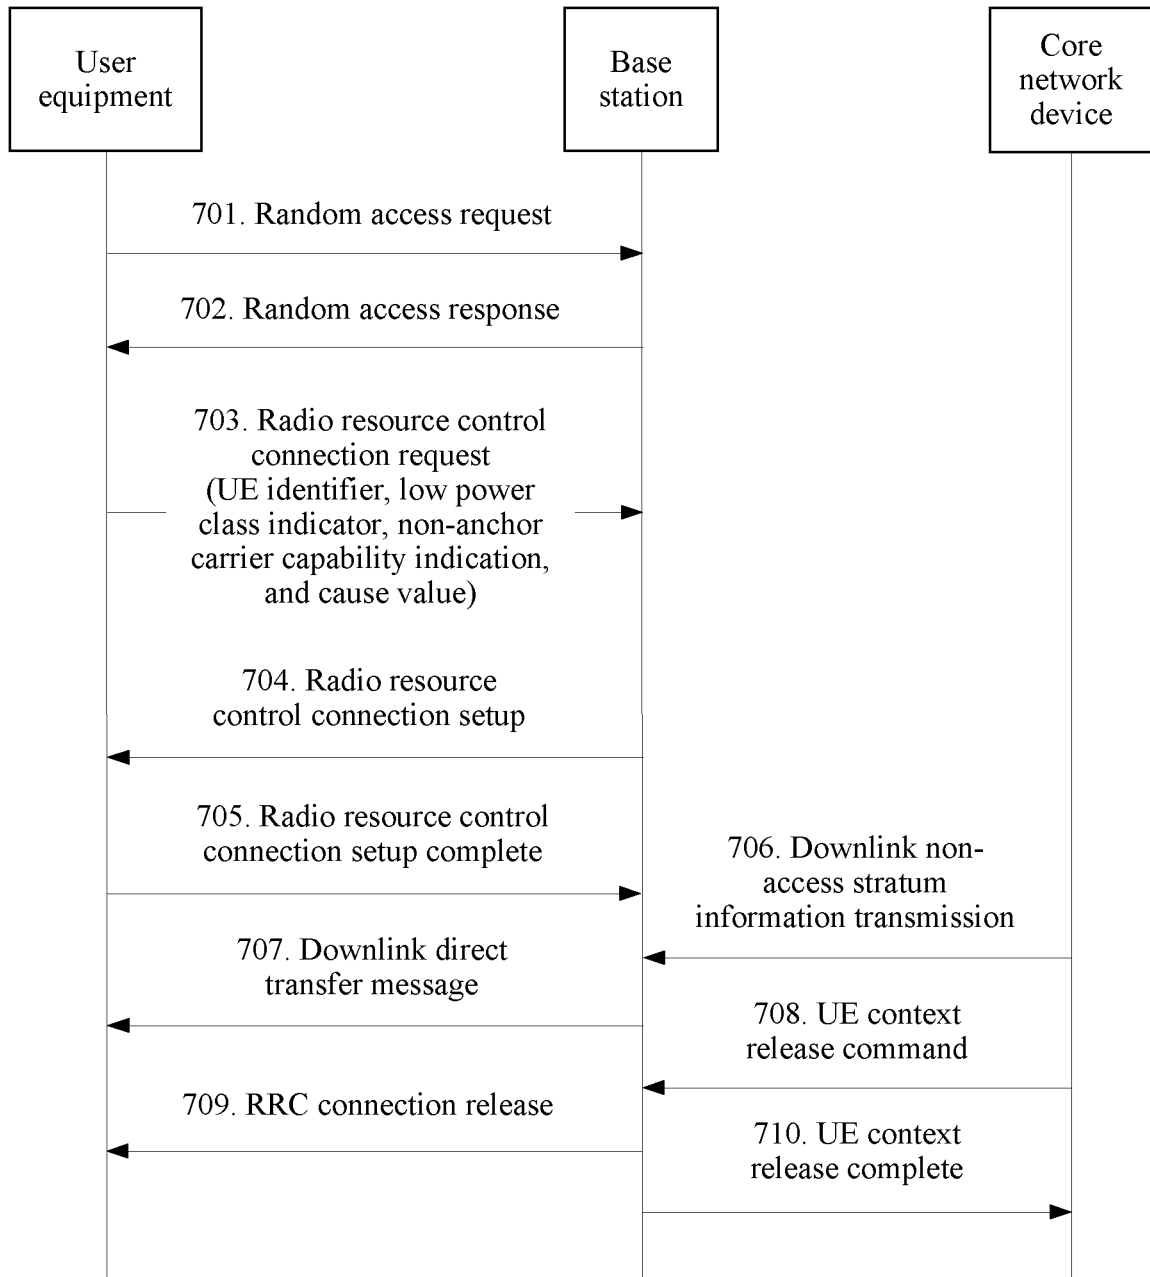 User
equipment
Base
station
Core
network
device
701. Random access request
702. Random access response
703. Radio resource control
connection request
(UE identifier, low power
class indicator, non-anchor
carrier capability indication,
and cause value)
704. Radio resource
control connection setup
705. Radio resource control
connection setup complete
706. Downlink non-
access stratum
information transmission
707. Downlink direct
transfer message
708. UE context
release command
709. RRC connection release
710. UE context
release complete